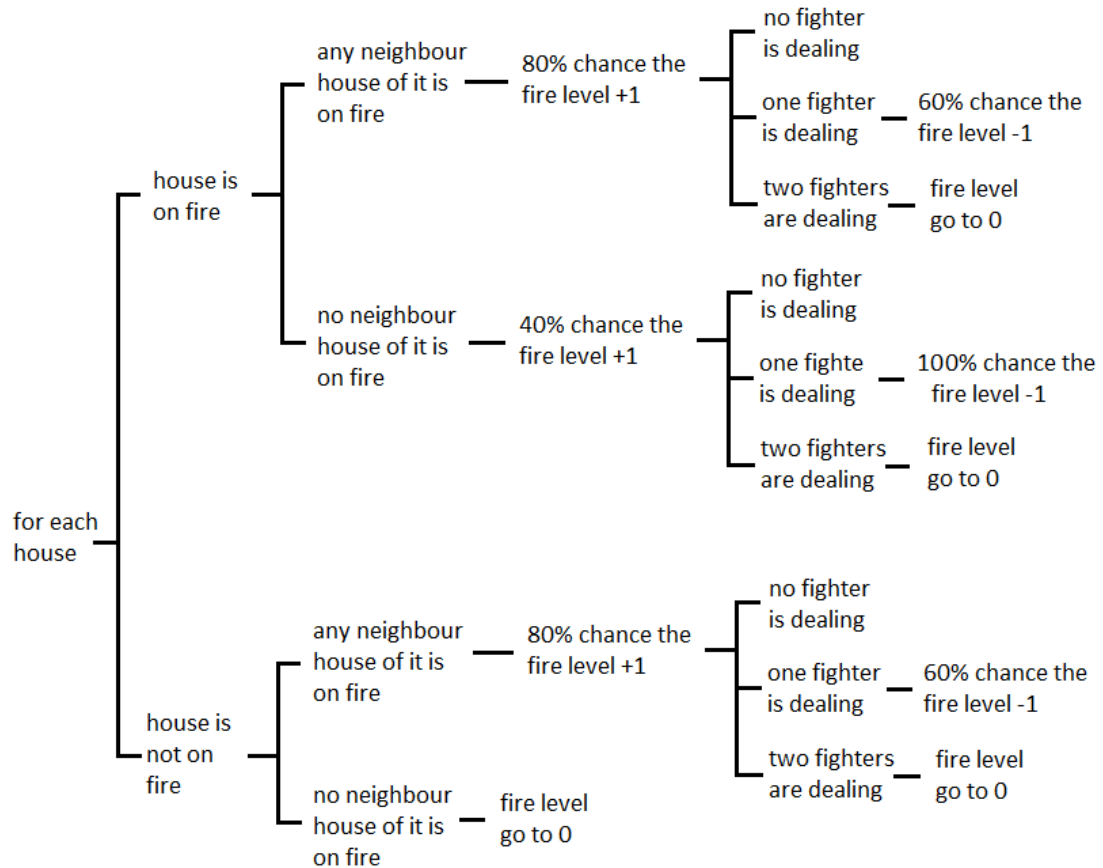 for each
house
house is
on fire
any neighbour
house of it is
on fire
80% chance the
fire level +1
no fighter
is dealing
one fighter
is dealing
60% chance the
fire level -1
two fighters
are dealing
fire level
go to 0
no neighbour
house of it is
on fire
40% chance the
fire level +1
no fighter
is dealing
one fighte
is dealing
100% chance the
fire level -1
two fighters
are dealing
fire level
go to 0
house is
not on
fire
any neighbour
house of it is
on fire
80% chance the
fire level +1
no fighter
is dealing
one fighter
is dealing
60% chance the
fire level -1
two fighters
are dealing
fire level
go to 0
no neighbour
house of it is
on fire
fire level
go to 0